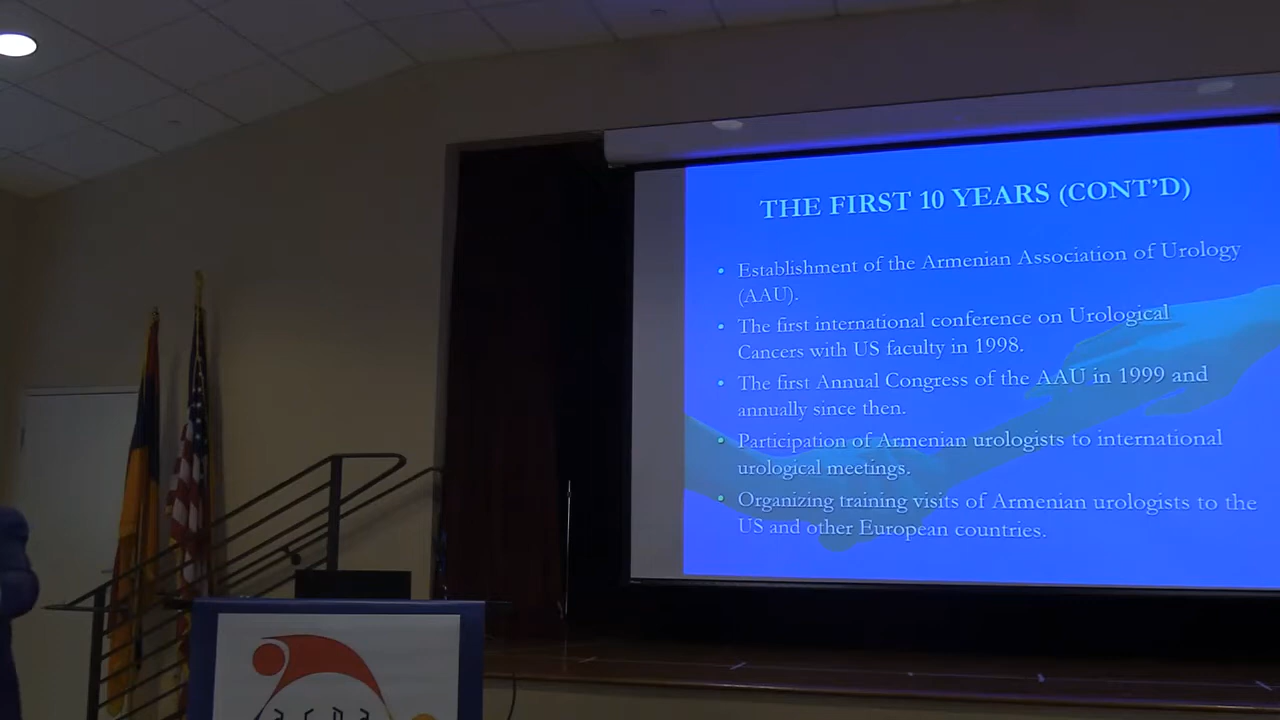 THE FIRST 10 YEARS (CONT'D)
• Establishment of the Armenian Association of Urology
(AAU).
• The first international conference on Urological
Cancers with US faculty in 1998.
• The first Annual Congress of the AAU in 1999 and
annually since then.
• Participation of Armenian urologists to international
urological meetings.
• Organizing training visits of Armenian urologists to the
US and other European countries.